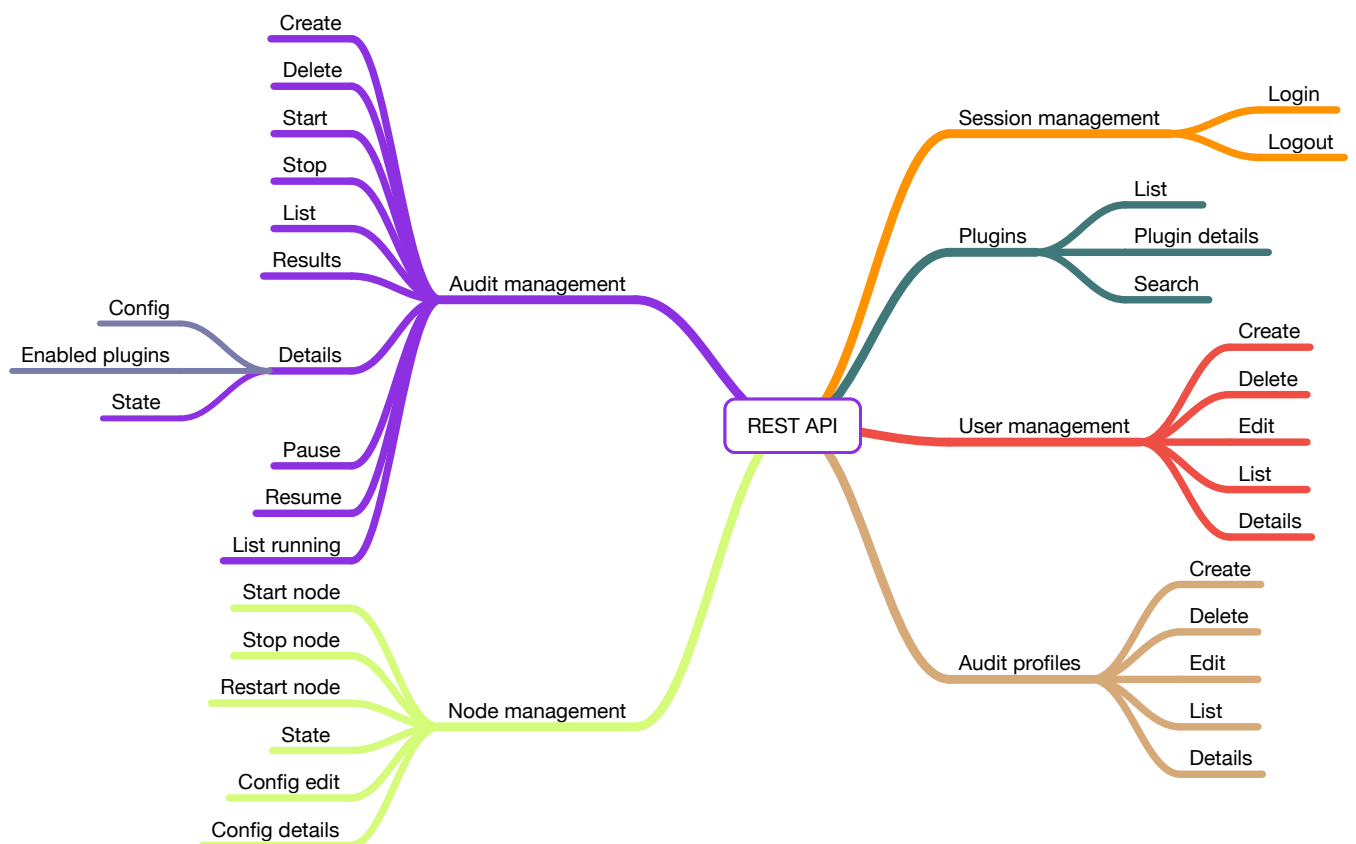 Create
Delete
Start
Stop
List
Results
Audit management
Config
Enabled plugins
Details
State
Pause
Resume
List running
Start node
Stop node
Restart node
Node management
State
Config edit
Config details
REST API
Session management
Login
Logout
Plugins
List
Plugin details
Search
User management
Create
Delete
Edit
List
Details
Audit profiles
Create
Delete
Edit
List
Details